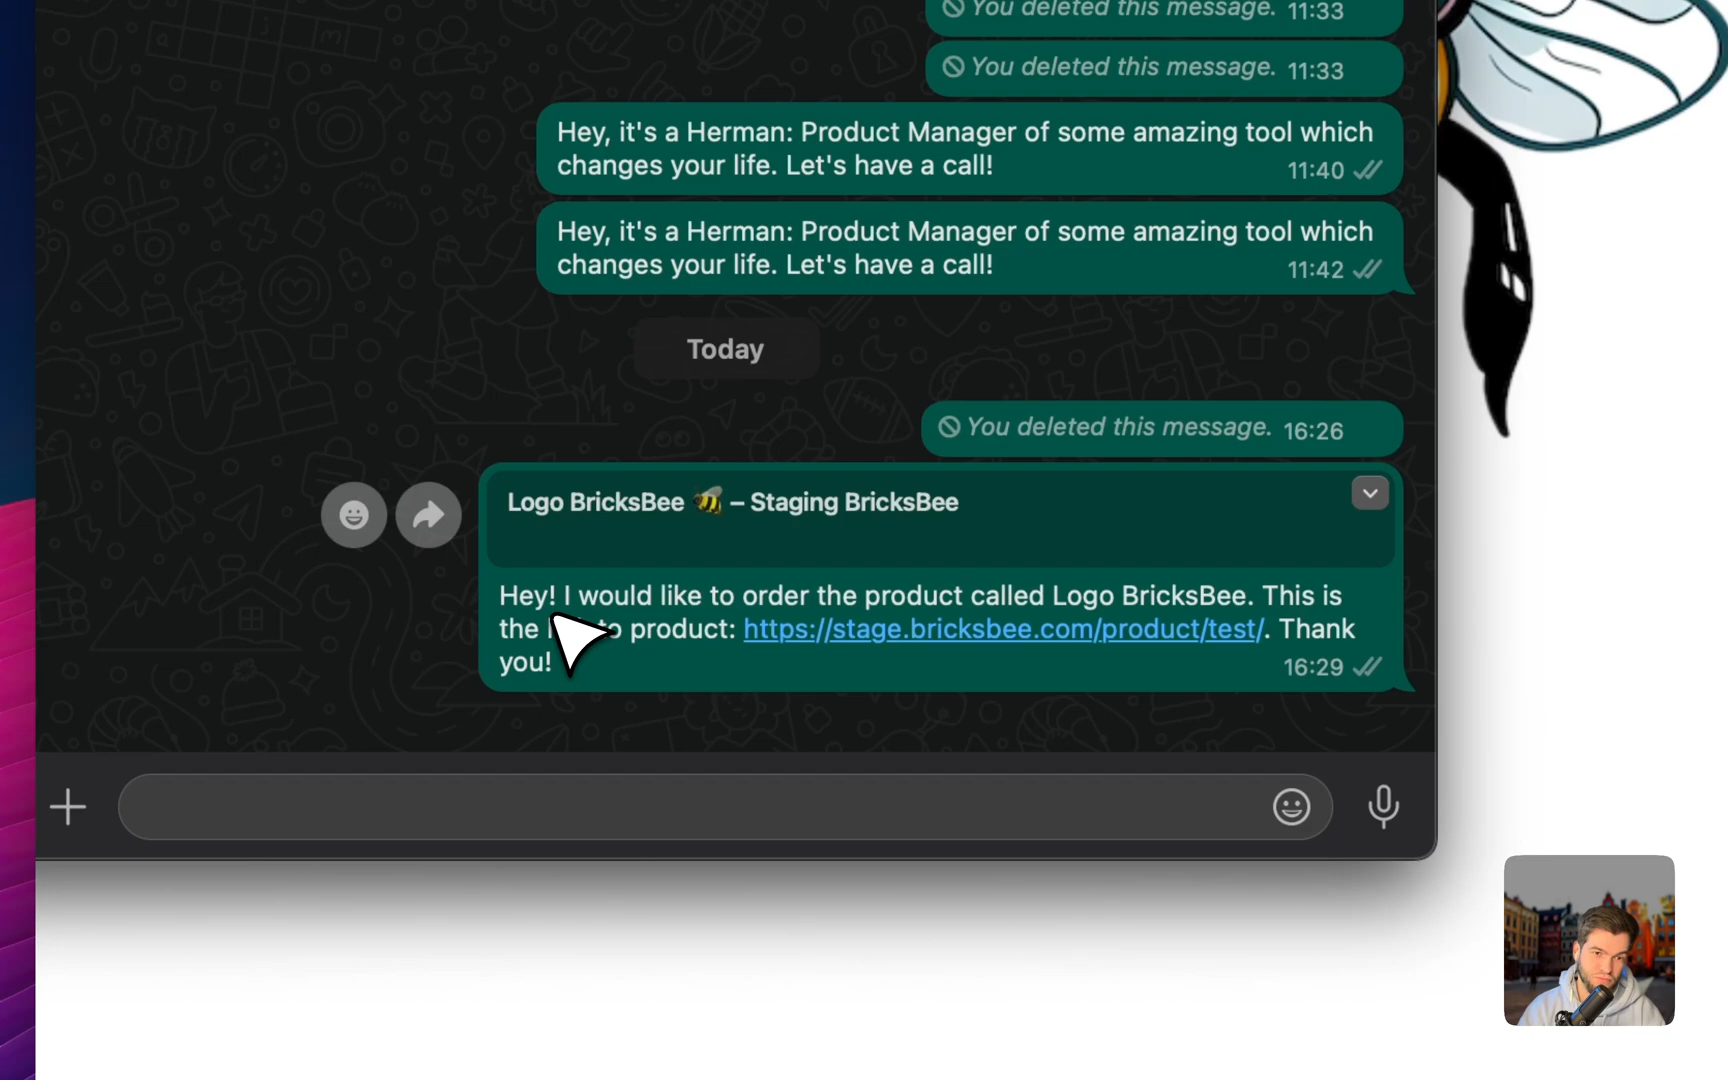 You deleted this message. 11:33
You deleted this message. 11:33
Hey, it's a Herman: Product Manager of some amazing tool which
changes your life. Let's have a call!
11:40
Hey, it's a Herman: Product Manager of some amazing tool which
changes your life. Let's have a call!
11:42
Today
You deleted this message. 16:26
Logo BricksBee 🐝 – Staging BricksBee
Hey! I would like to order the product called Logo BricksBee. This is
the product: https://stage.bricksbee.com/product/test/. Thank
you!
16:29